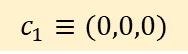 c₁ ≡ (0,0,0)